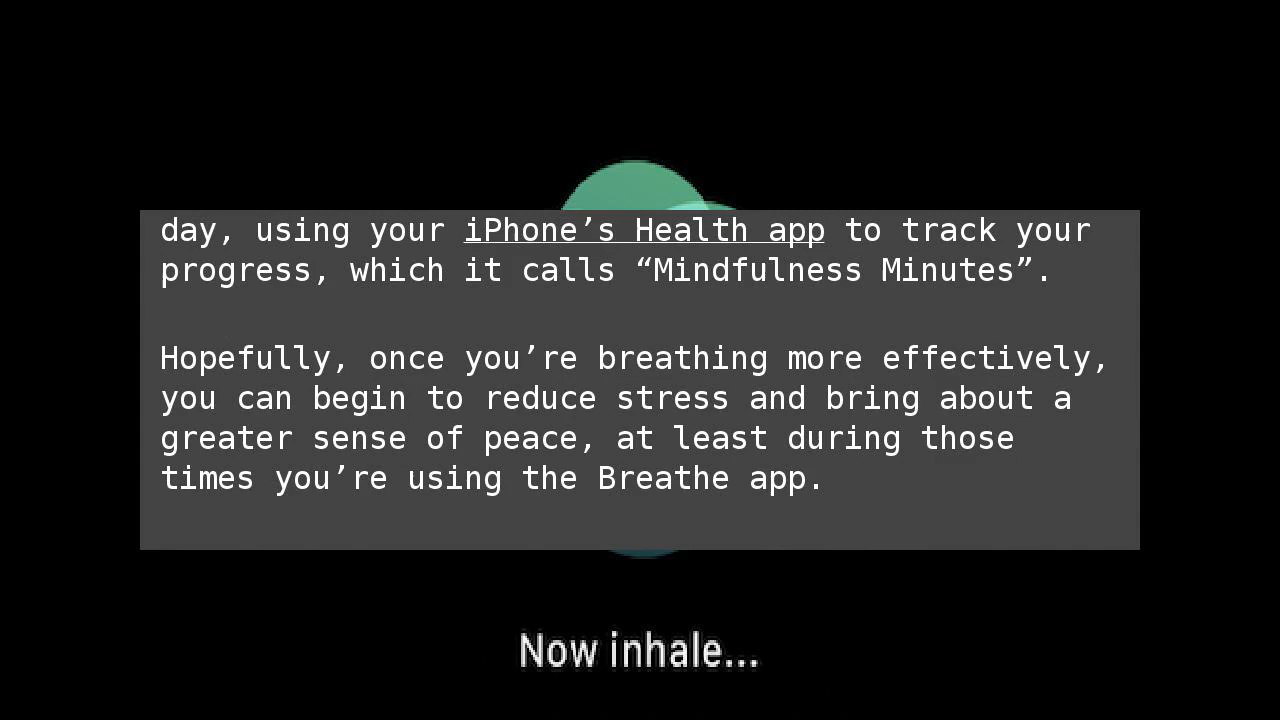 day, using your iPhone’s Health app to track your
progress, which it calls “Mindfulness Minutes”.
Hopefully, once you’re breathing more effectively,
you can begin to reduce stress and bring about a
greater sense of peace, at least during those
times you’re using the Breathe app.
Now inhale...